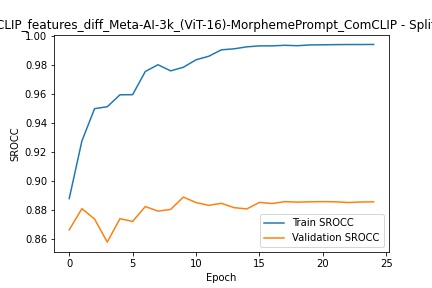 CLIP_features_diff_Meta-AI-3k_(ViT-16)-MorphemePrompt_ComCLIP - Spli
1.00
0.98
0.96
0.94
0.92
0.90
0.88
0.86
SROCC
Train SROCC
Validation SROCC
0 5 10 15 20 25
Epoch